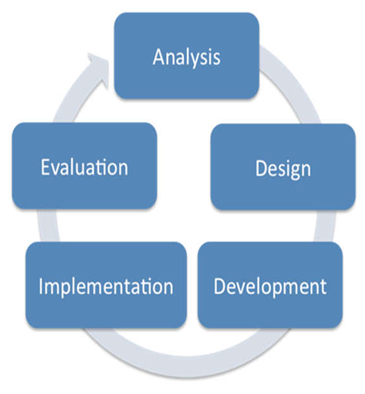 Analysis
Design
Development
Implementation
Evaluation